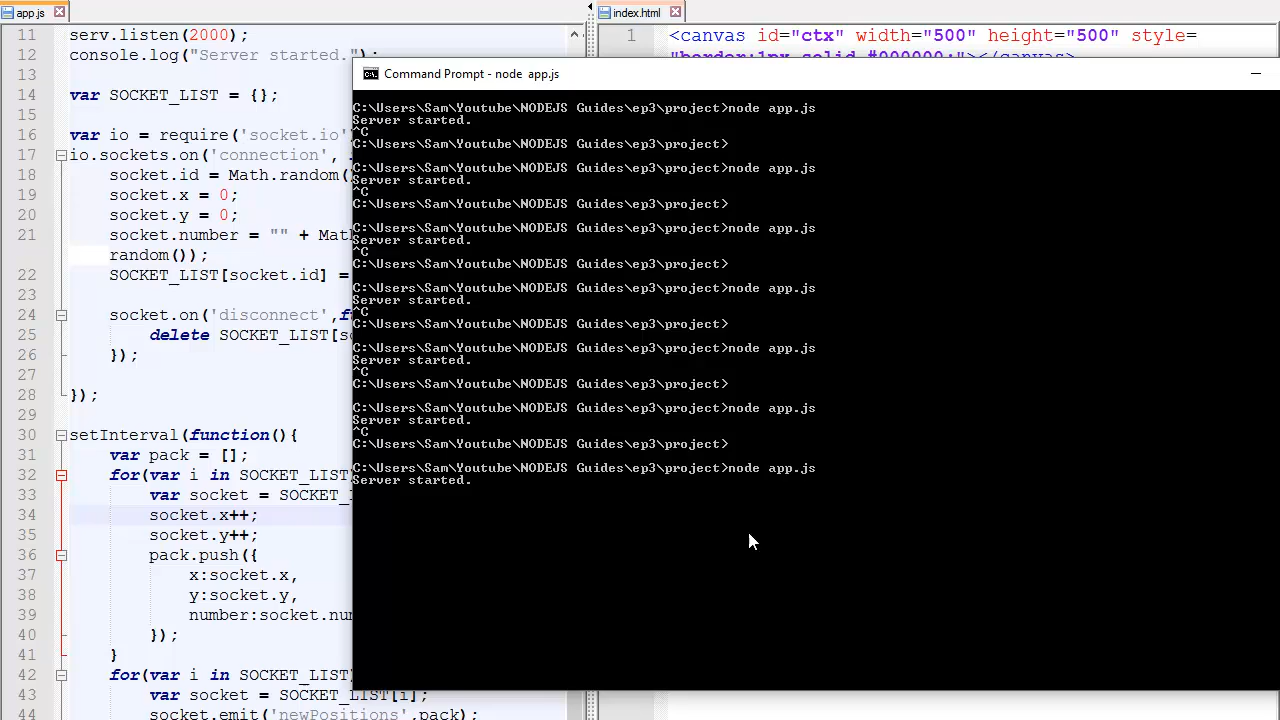 app.js
index.html
11 serv.listen(2000);
12 console.log("Server started.");
13
14 var SOCKET_LIST = {};
15
16 var io = require('socket.io'
17 io.sockets.on('connection',
18 socket.id = Math.random(
19 socket.x = 0;
20 socket.y = 0;
21 socket.number = "" + Mat
random());
22 SOCKET_LIST[socket.id] =
23
24 socket.on('disconnect',f
25 delete SOCKET_LIST[s
26 });
27
28 });
29
30 setInterval(function(){
31 var pack = [];
32 for(var i in SOCKET_LIST
33 var socket = SOCKET_
34 socket.x++;
35 socket.y++;
36 pack.push({
37 x:socket.x,
38 y:socket.y,
39 number:socket.nu
40 });
41 }
42 for(var i in SOCKET_LIST)
43 var socket = SOCKET_LIST[i];
44 socket.emit('newPositions',pack);
1 <canvas id="ctx" width="500" height="500" style=
"border:1px solid #000000;"></canvas>
Command Prompt - node app.js
C:\Users\Sam\Youtube\NODEJS Guides\ep3\project>node app.js
Server started.
^C
C:\Users\Sam\Youtube\NODEJS Guides\ep3\project>
C:\Users\Sam\Youtube\NODEJS Guides\ep3\project>node app.js
Server started.
^C
C:\Users\Sam\Youtube\NODEJS Guides\ep3\project>
C:\Users\Sam\Youtube\NODEJS Guides\ep3\project>node app.js
Server started.
^C
C:\Users\Sam\Youtube\NODEJS Guides\ep3\project>
C:\Users\Sam\Youtube\NODEJS Guides\ep3\project>node app.js
Server started.
^C
C:\Users\Sam\Youtube\NODEJS Guides\ep3\project>
C:\Users\Sam\Youtube\NODEJS Guides\ep3\project>node app.js
Server started.
^C
C:\Users\Sam\Youtube\NODEJS Guides\ep3\project>
C:\Users\Sam\Youtube\NODEJS Guides\ep3\project>node app.js
Server started.
^C
C:\Users\Sam\Youtube\NODEJS Guides\ep3\project>
C:\Users\Sam\Youtube\NODEJS Guides\ep3\project>node app.js
Server started.